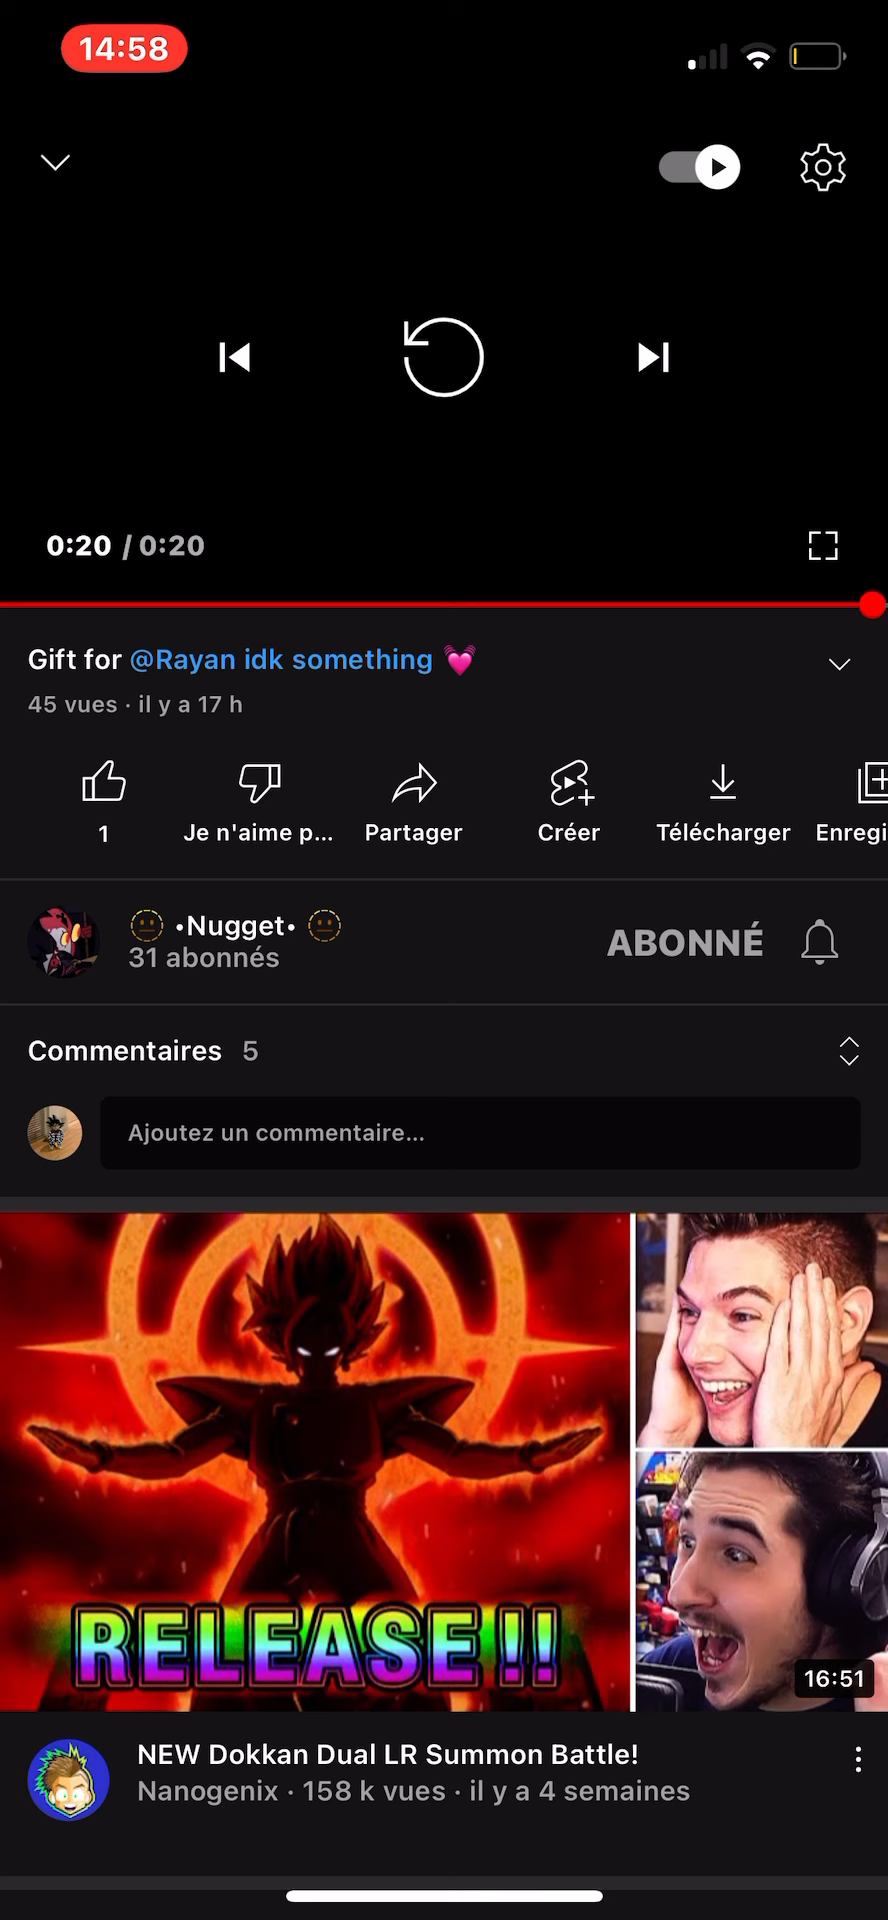 14:58
0:20 / 0:20
Gift for @Rayan idk something 💓
45 vues · il y a 17 h
1
Je n'aime p...
Partager
Créer
Télécharger
Enregi
😐 •Nugget• 😐
31 abonnés
ABONNÉ
Commentaires 5
Ajoutez un commentaire...
RELEASE!!
16:51
NEW Dokkan Dual LR Summon Battle!
Nanogenix · 158 k vues · il y a 4 semaines